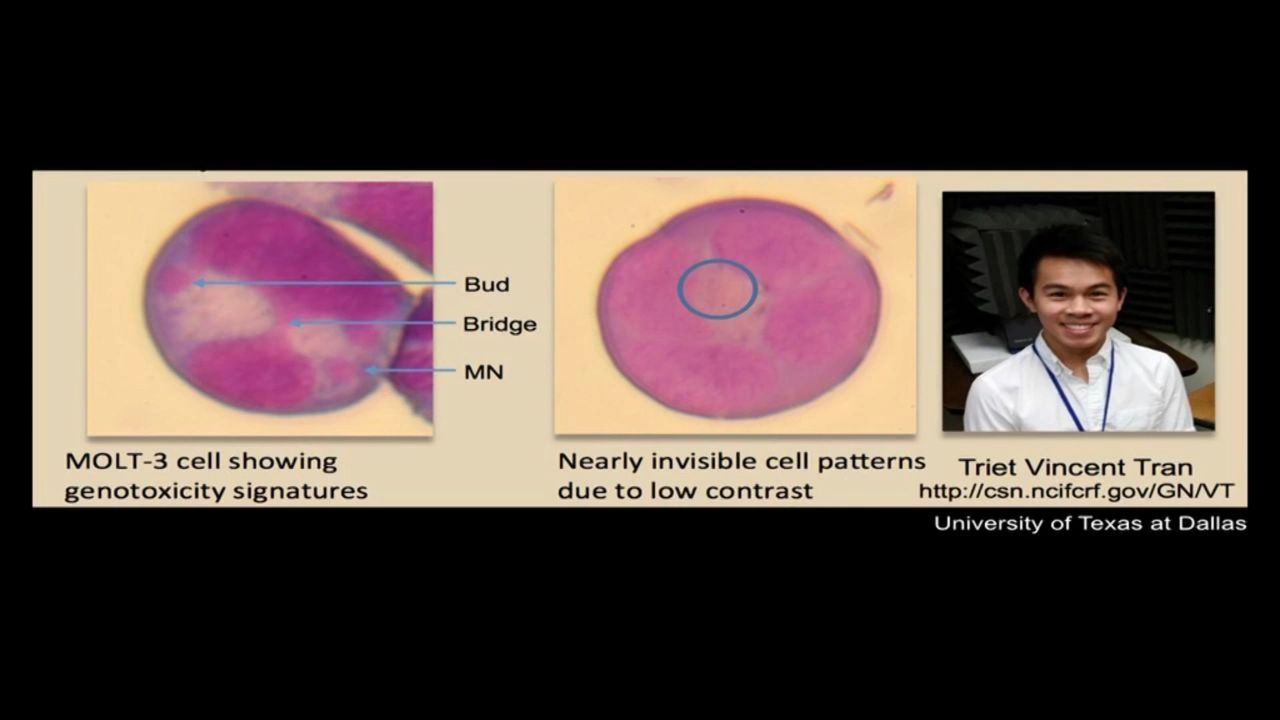 Bud
Bridge
MN
MOLT-3 cell showing
genotoxicity signatures
Nearly invisible cell patterns
due to low contrast
Triet Vincent Tran
http://csn.ncifcrf.gov/GN/VT
University of Texas at Dallas